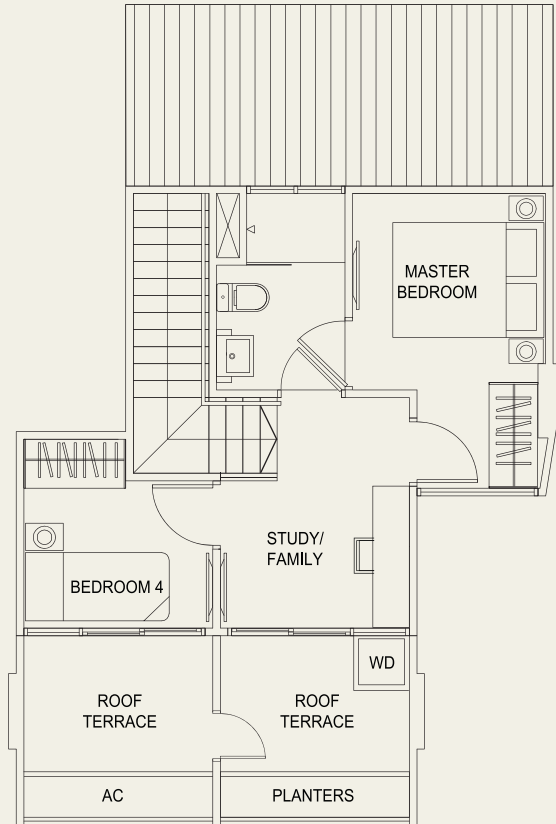 MASTER
BEDROOM
STUDY/
FAMILY
BEDROOM 4
WD
ROOF
TERRACE
ROOF
TERRACE
AC
PLANTERS